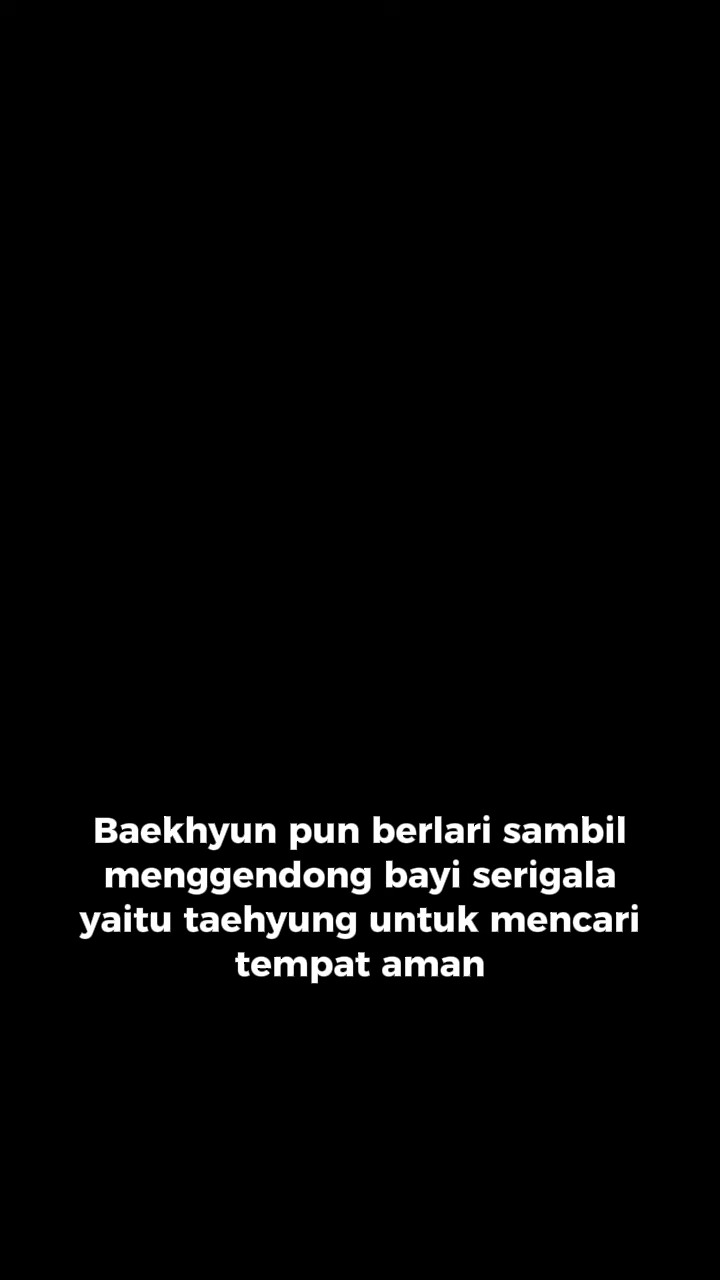 Baekhyun pun berlari sambil
menggendong bayi serigala
yaitu taehyung untuk mencari
tempat aman